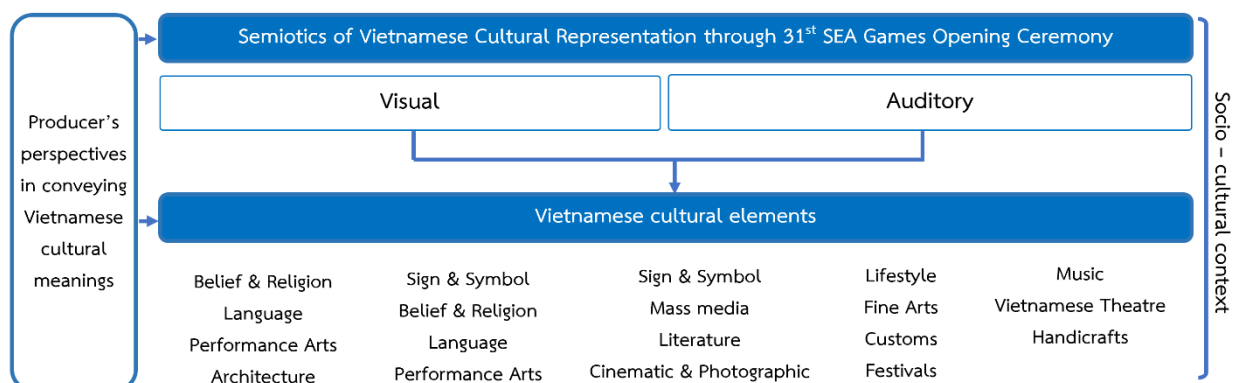 Semiotics of Vietnamese Cultural Representation through 31st SEA Games Opening Ceremony
Visual
Auditory
Producer's
perspectives
in conveying
Vietnamese
cultural
meanings
Vietnamese cultural elements
Belief & Religion
Language
Performance Arts
Architecture
Sign & Symbol
Belief & Religion
Language
Performance Arts
Sign & Symbol
Mass media
Literature
Cinematic & Photographic
Lifestyle
Fine Arts
Customs
Festivals
Music
Vietnamese Theatre
Handicrafts
Socio – cultural context